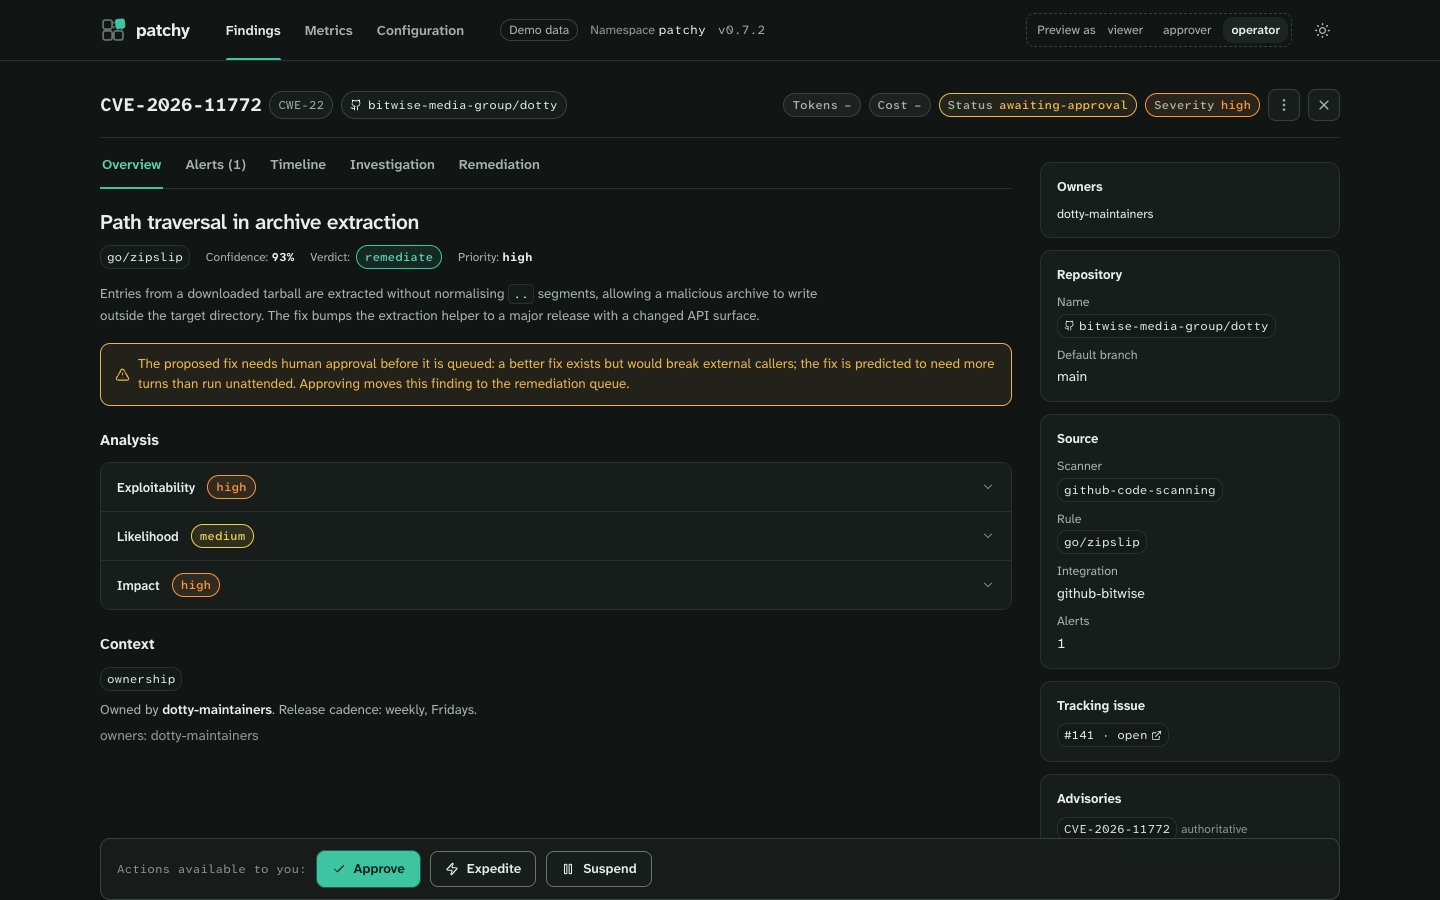 patchy
Findings
Metrics
Configuration
Demo data
Namespace patchy v0.7.2
Preview as viewer approver operator
CVE-2026-11772
CWE-22
bitwise-media-group/dotty
Tokens –
Cost –
Status awaiting-approval
Severity high
Overview
Alerts (1)
Timeline
Investigation
Remediation
Path traversal in archive extraction
go/zipslip Confidence: 93% Verdict: remediate Priority: high
Entries from a downloaded tarball are extracted without normalising .. segments, allowing a malicious archive to write
outside the target directory. The fix bumps the extraction helper to a major release with a changed API surface.
The proposed fix needs human approval before it is queued: a better fix exists but would break external callers; the fix is predicted to need more
turns than run unattended. Approving moves this finding to the remediation queue.
Analysis
Exploitability high
Likelihood medium
Impact high
Context
ownership
Owned by dotty-maintainers. Release cadence: weekly, Fridays.
owners: dotty-maintainers
Owners
dotty-maintainers
Repository
Name
bitwise-media-group/dotty
Default branch
main
Source
Scanner
github-code-scanning
Rule
go/zipslip
Integration
github-bitwise
Alerts
1
Tracking issue
#141 · open
Advisories
CVE-2026-11772 authoritative
Actions available to you:
Approve
Expedite
Suspend